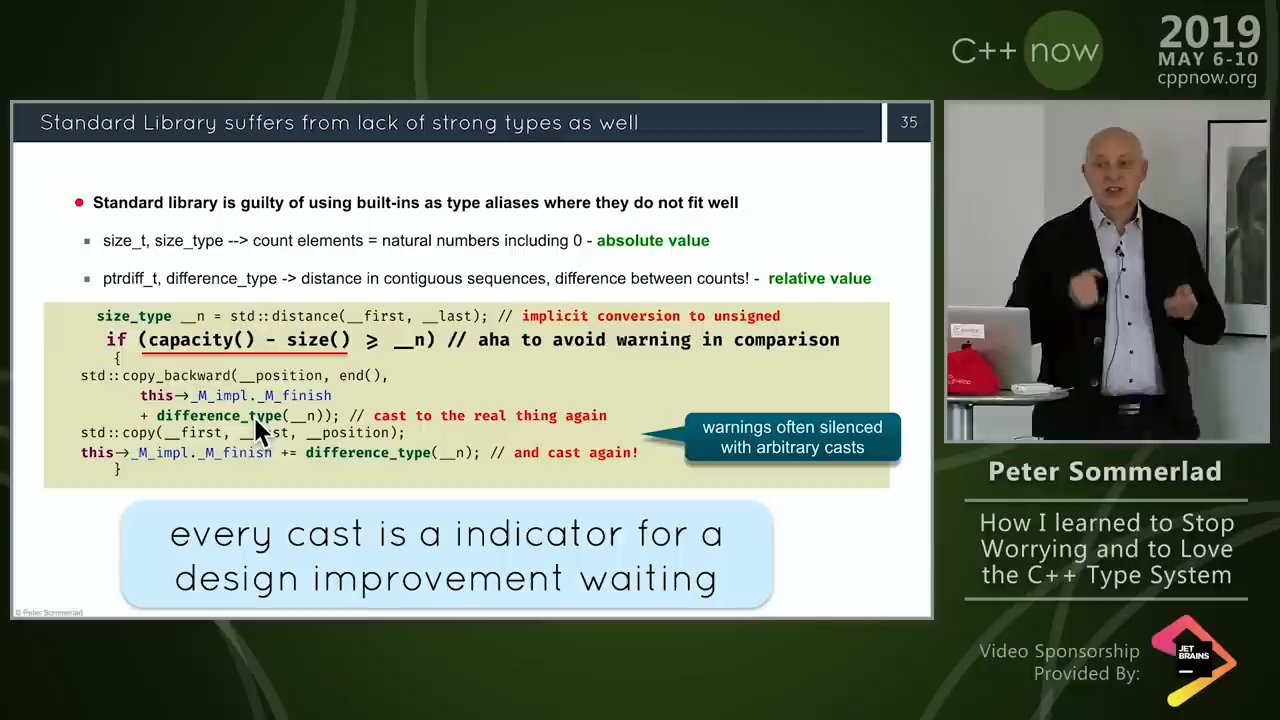 C++ now
2019
MAY 6-10
cppnow.org
Standard Library suffers from lack of strong types as well
35
Standard library is guilty of using built-ins as type aliases where they do not fit well
size_t, size_type --> count elements = natural numbers including 0 - absolute value
ptrdiff_t, difference_type -> distance in contiguous sequences, difference between counts! - relative value
size_type __n = std::distance(__first, __last); // implicit conversion to unsigned
if (capacity() - size() ⩾ __n) // aha to avoid warning in comparison
{
std::copy_backward(__position, end(),
this→_M_impl._M_finish
+ difference_type(__n)); // cast to the real thing again
std::copy(__first, __last, __position);
this→_M_impl._M_finish += difference_type(__n); // and cast again!
}
warnings often silenced
with arbitrary casts
every cast is a indicator for a
design improvement waiting
© Peter Sommerlad
Peter Sommerlad
How I learned to Stop
Worrying and to Love
the C++ Type System
Video Sponsorship
Provided By:
JET
BRAINS